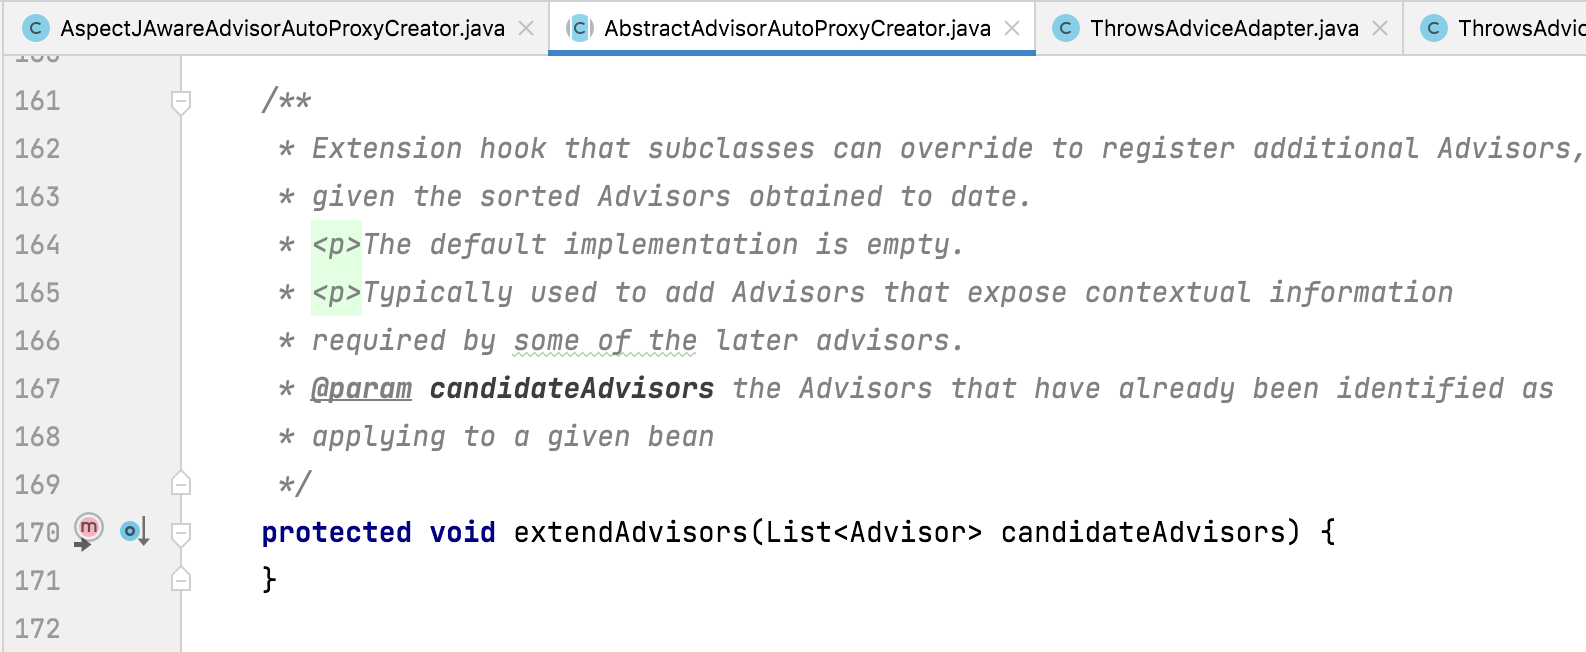 AspectJAwareAdvisorAutoProxyCreator.java
AbstractAdvisorAutoProxyCreator.java
ThrowsAdviceAdapter.java
161 /**
162 * Extension hook that subclasses can override to register additional Advisors,
163 * given the sorted Advisors obtained to date.
164 * <p>The default implementation is empty.
165 * <p>Typically used to add Advisors that expose contextual information
166 * required by some of the later advisors.
167 * @param candidateAdvisors the Advisors that have already been identified as
168 * applying to a given bean
169 */
170 protected void extendAdvisors(List<Advisor> candidateAdvisors) {
171 }
172